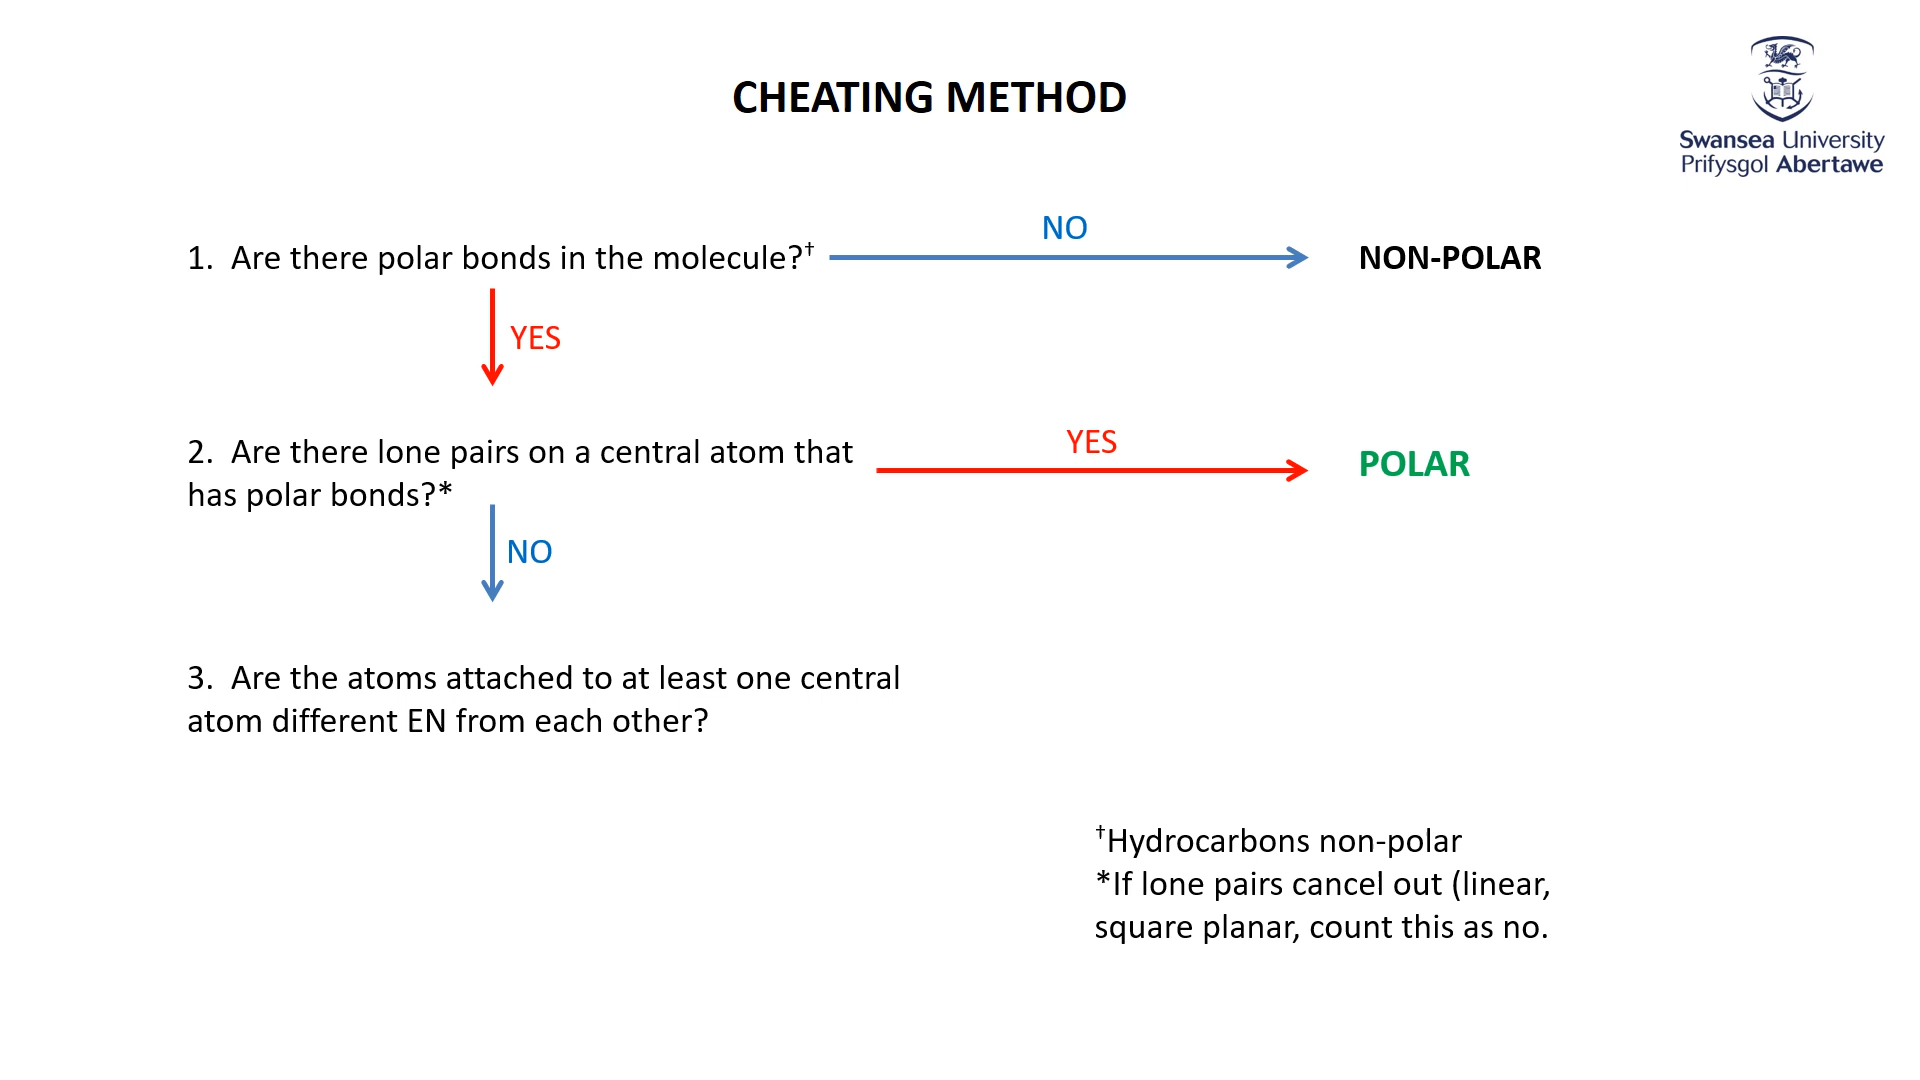 CHEATING METHOD
Swansea University
Prifysgol Abertawe
1. Are there polar bonds in the molecule?†
NO
NON-POLAR
YES
2. Are there lone pairs on a central atom that
has polar bonds?*
YES
POLAR
NO
3. Are the atoms attached to at least one central
atom different EN from each other?
†Hydrocarbons non-polar
*If lone pairs cancel out (linear,
square planar, count this as no.